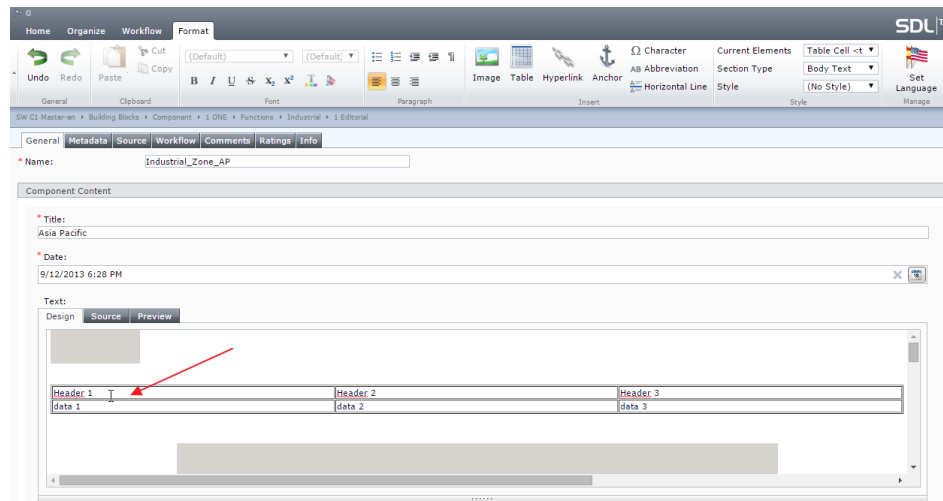 Home Organize Workflow Format
SDL
Undo Redo Paste Cut Copy
(Default) (Default)
B I U S X₂ X² T
Image Table Hyperlink Anchor
Ω Character
AB Abbreviation
Horizontal Line
Current Elements Table Cell <t
Section Type Body Text
Style (No Style)
Set Language
General Clipboard Font Paragraph Insert Style Manage
SW C1 Master-en Building Blocks Component 1 ONE Functions Industrial 1 Editorial
General Metadata Source Workflow Comments Ratings Info
* Name: Industrial_Zone_AP
Component Content
* Title:
Asia Pacific
* Date:
9/12/2013 6:28 PM
Text:
Design Source Preview
Header 1 Header 2 Header 3
data 1 data 2 data 3